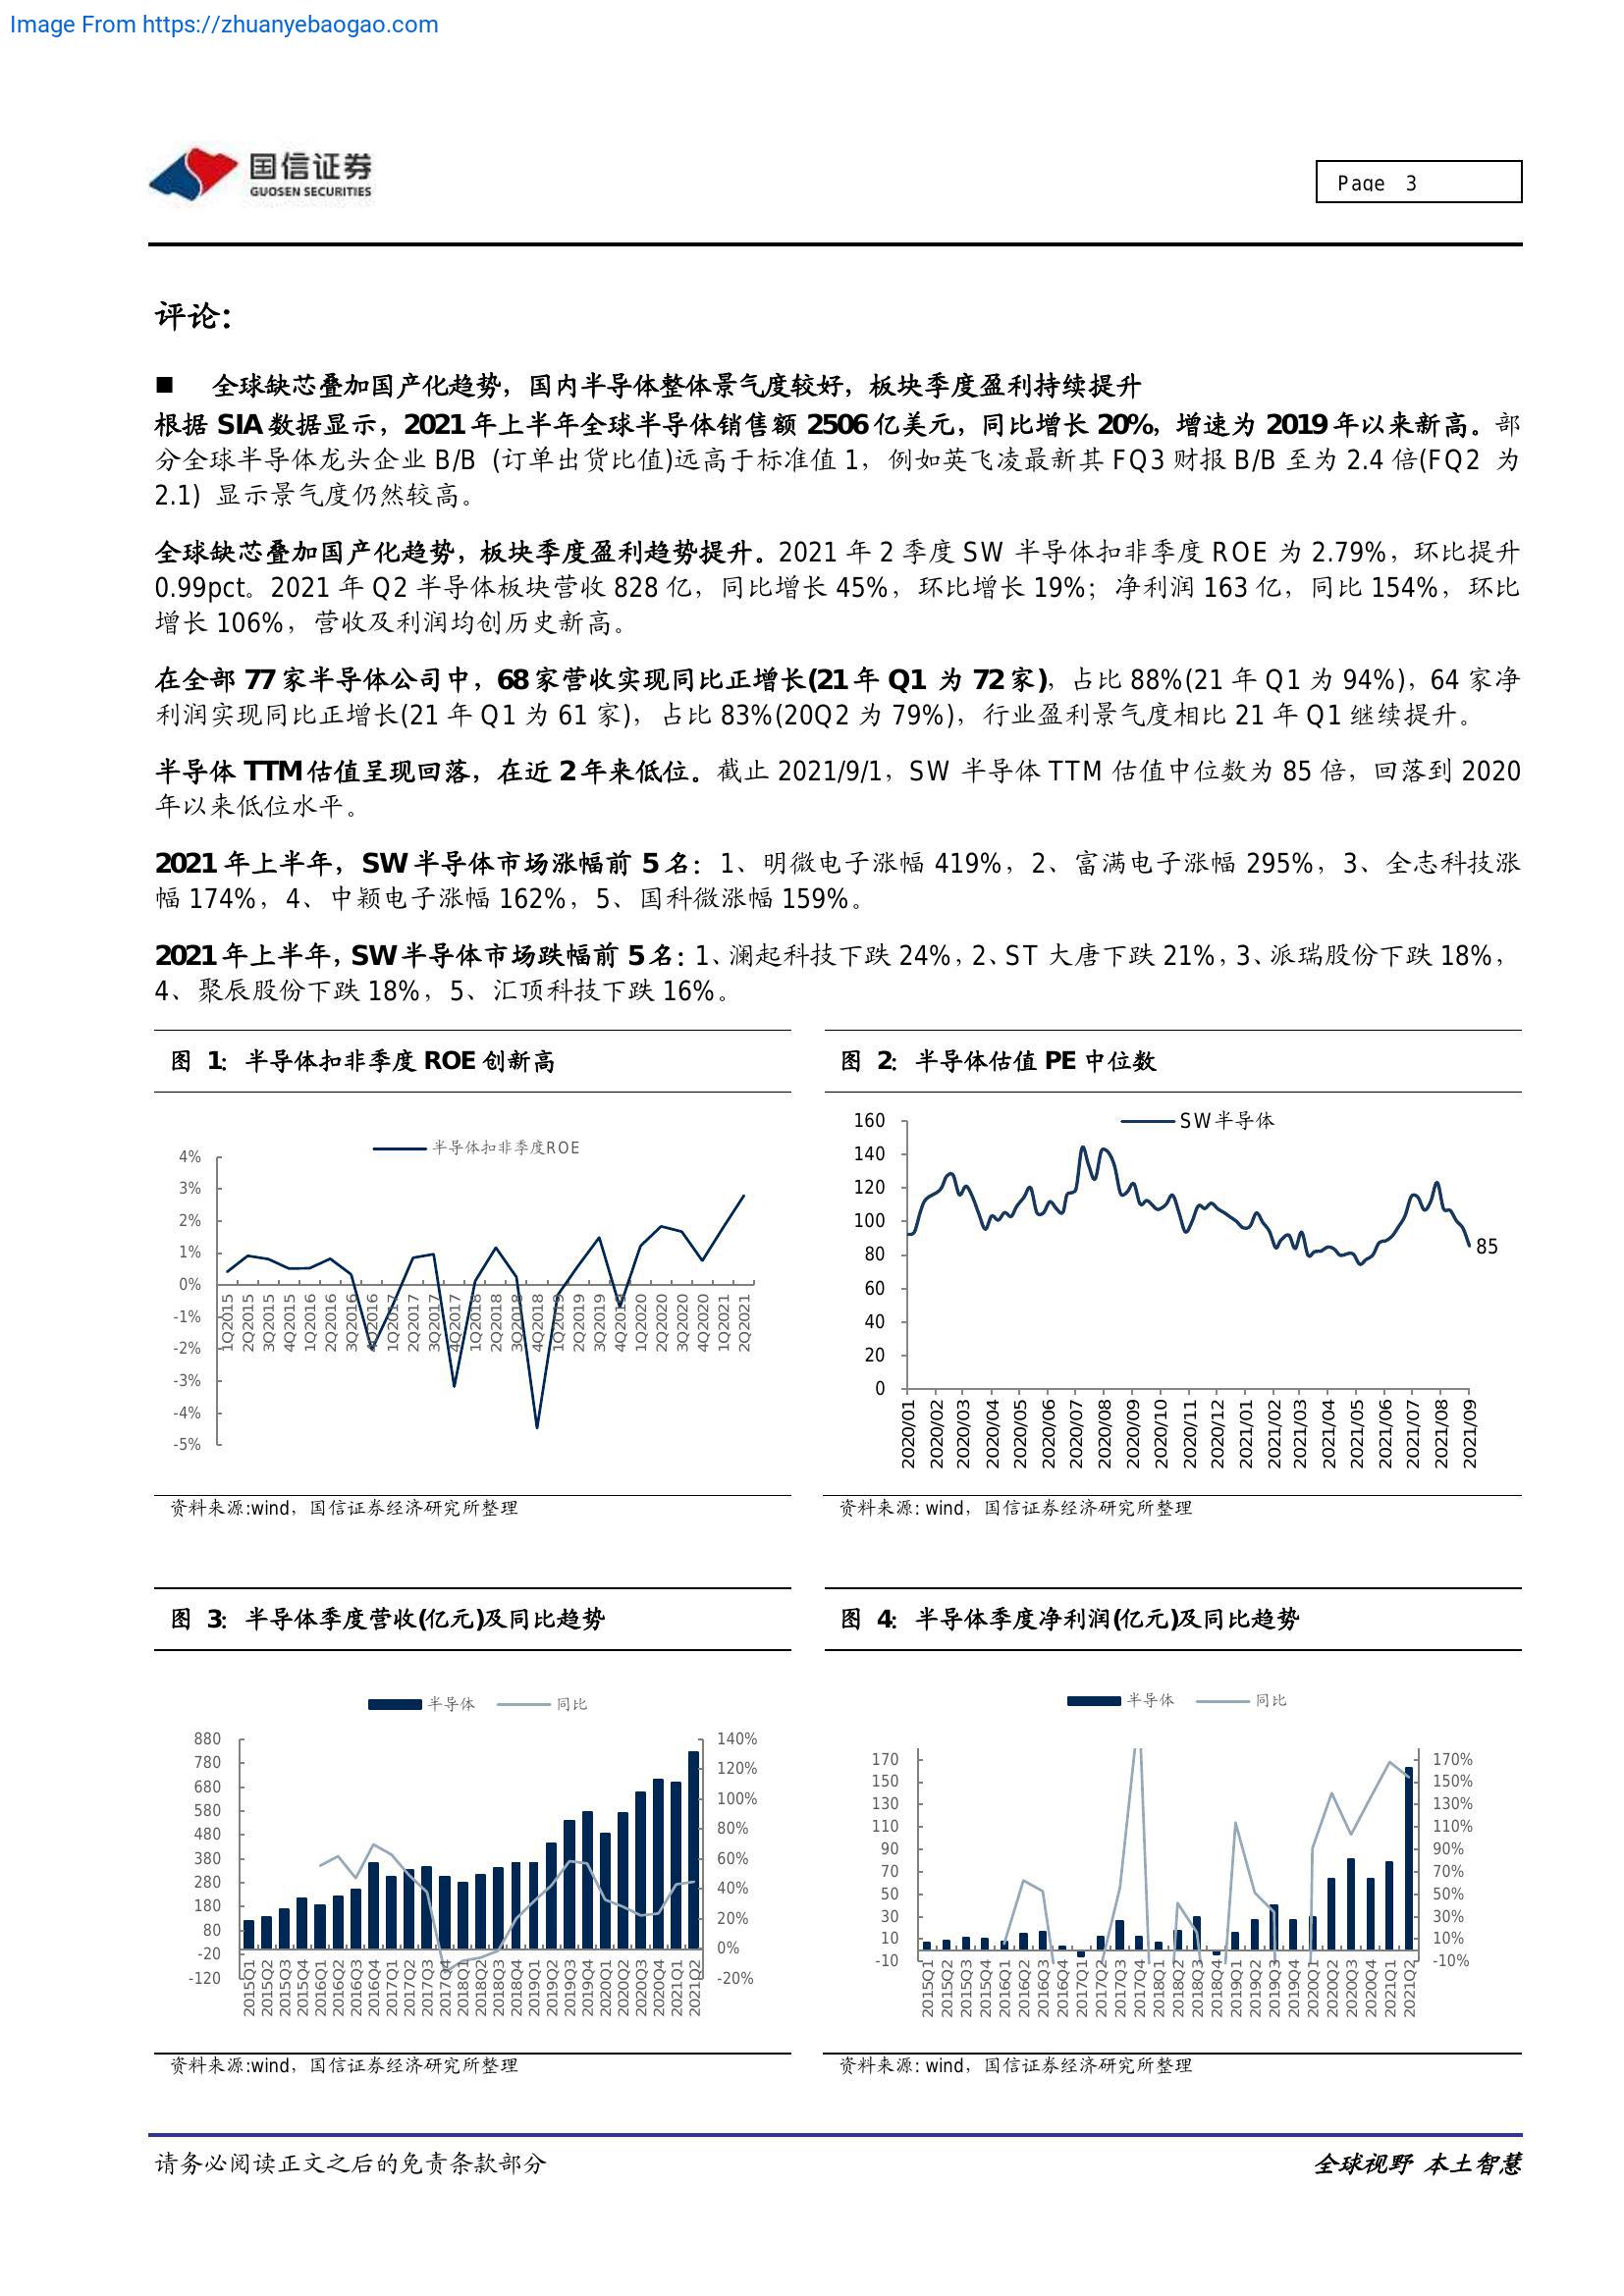 Image From https://zhuanyebaogao.com
国信证券
GUOSEN SECURITIES
Page 3
评论：
■ 全球缺芯叠加国产化趋势，国内半导体整体景气度较好，板块季度盈利持续提升
根据 SIA 数据显示，2021 年上半年全球半导体销售额 2506 亿美元，同比增长 20%，增速为 2019 年以来新高。部
分全球半导体龙头企业 B/B (订单出货比值)远高于标准值 1，例如英飞凌最新其 FQ3 财报 B/B 至为 2.4 倍(FQ2 为
2.1) 显示景气度仍然较高。
全球缺芯叠加国产化趋势，板块季度盈利趋势提升。2021 年 2 季度 SW 半导体扣非季度 ROE 为 2.79%，环比提升
0.99pct。2021 年 Q2 半导体板块营收 828 亿，同比增长 45%，环比增长 19%；净利润 163 亿，同比 154%，环比
增长 106%，营收及利润均创历史新高。
在全部 77 家半导体公司中，68 家营收实现同比正增长(21 年 Q1 为 72 家)，占比 88%(21 年 Q1 为 94%)，64 家净
利润实现同比正增长(21 年 Q1 为 61 家)，占比 83%(20Q2 为 79%)，行业盈利景气度相比 21 年 Q1 继续提升。
半导体 TTM 估值呈现回落，在近 2 年来低位。截止 2021/9/1，SW 半导体 TTM 估值中位数为 85 倍，回落到 2020
年以来低位水平。
2021 年上半年，SW 半导体市场涨幅前 5 名：1、明微电子涨幅 419%，2、富满电子涨幅 295%，3、全志科技涨
幅 174%，4、中颖电子涨幅 162%，5、国科微涨幅 159%。
2021 年上半年，SW 半导体市场跌幅前 5 名：1、澜起科技下跌 24%，2、ST 大唐下跌 21%，3、派瑞股份下跌 18%，
4、聚辰股份下跌 18%，5、汇顶科技下跌 16%。
图 1：半导体扣非季度 ROE 创新高
半导体扣非季度ROE
4%
3%
2%
1%
0%
-1%
-2%
-3%
-4%
-5%
1Q2015 2Q2015 3Q2015 4Q2015 1Q2016 2Q2016 3Q2016 4Q2016 1Q2017 2Q2017 3Q2017 4Q2017 1Q2018 2Q2018 3Q2018 4Q2018 1Q2019 2Q2019 3Q2019 4Q2019 1Q2020 2Q2020 3Q2020 4Q2020 1Q2021 2Q2021
资料来源:wind，国信证券经济研究所整理
图 2：半导体估值 PE 中位数
SW半导体
160
140
120
100
80
60
40
20
0
85
2020/01 2020/02 2020/03 2020/04 2020/05 2020/06 2020/07 2020/08 2020/09 2020/10 2020/11 2020/12 2021/01 2021/02 2021/03 2021/04 2021/05 2021/06 2021/07 2021/08 2021/09
资料来源: wind，国信证券经济研究所整理
图 3：半导体季度营收(亿元)及同比趋势
半导体 同比
880 140%
780 120%
680 100%
580 80%
480 60%
380 40%
280 20%
180 0%
80 -20%
-20
-120
2015Q1 2015Q2 2015Q3 2015Q4 2016Q1 2016Q2 2016Q3 2016Q4 2017Q1 2017Q2 2017Q3 2017Q4 2018Q1 2018Q2 2018Q3 2018Q4 2019Q1 2019Q2 2019Q3 2019Q4 2020Q1 2020Q2 2020Q3 2020Q4 2021Q1 2021Q2
资料来源:wind，国信证券经济研究所整理
图 4：半导体季度净利润(亿元)及同比趋势
半导体 同比
170 170%
150 150%
130 130%
110 110%
90 90%
70 70%
50 50%
30 30%
10 10%
-10 -10%
2015Q1 2015Q2 2015Q3 2015Q4 2016Q1 2016Q2 2016Q3 2016Q4 2017Q1 2017Q2 2017Q3 2017Q4 2018Q1 2018Q2 2018Q3 2018Q4 2019Q1 2019Q2 2019Q3 2019Q4 2020Q1 2020Q2 2020Q3 2020Q4 2021Q1 2021Q2
资料来源: wind，国信证券经济研究所整理
请务必阅读正文之后的免责条款部分
全球视野 本土智慧